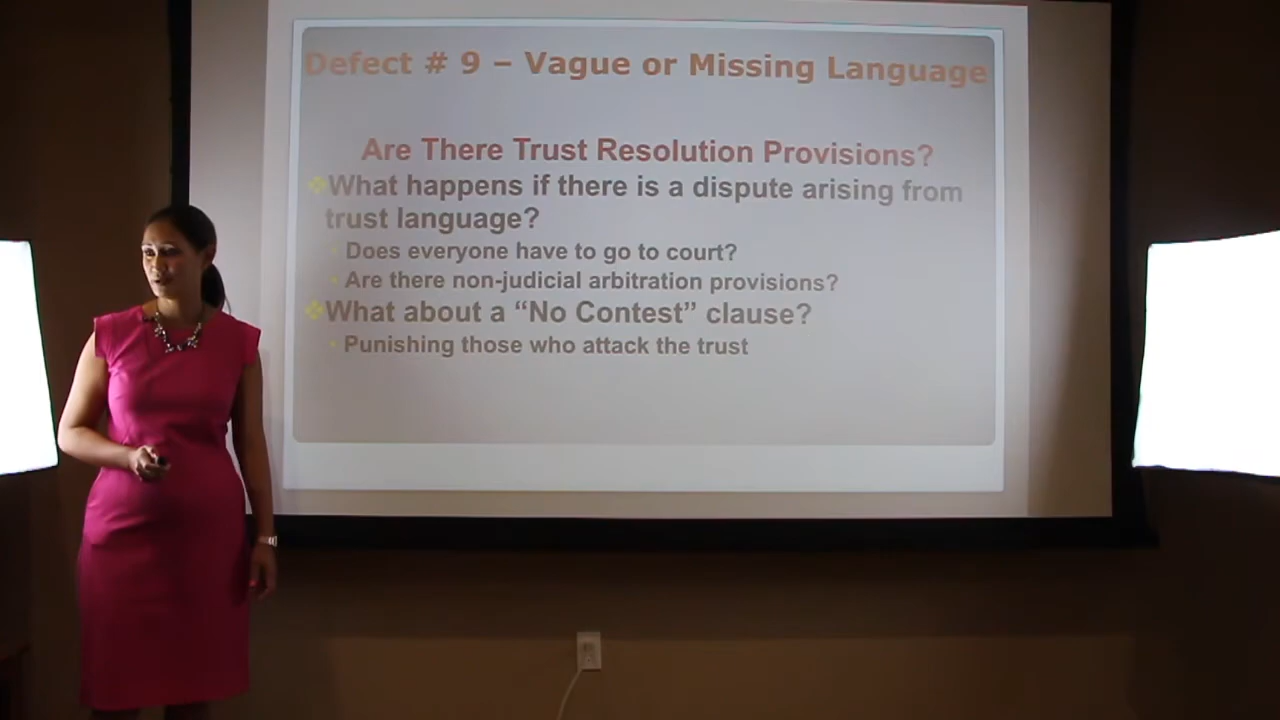 Defect # 9 – Vague or Missing Language
Are There Trust Resolution Provisions?
What happens if there is a dispute arising from
trust language?
Does everyone have to go to court?
Are there non-judicial arbitration provisions?
What about a “No Contest” clause?
Punishing those who attack the trust